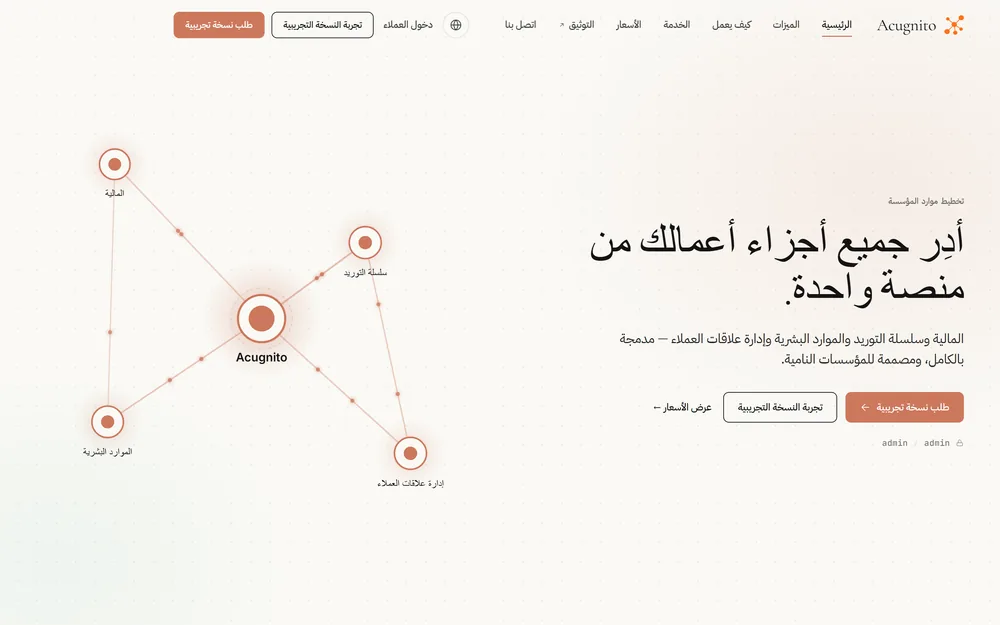 Acugnito
الرئيسية
الميزات
كيف يعمل
الخدمة
الأسعار
التوثيق ↗
اتصل بنا
دخول العملاء
تجربة النسخة التجريبية
طلب نسخة تجريبية
تخطيط موارد المؤسسة
أدِر جميع أجزاء أعمالك من
منصة واحدة.
المالية وسلسلة التوريد والموارد البشرية وإدارة علاقات العملاء — مدمجة
بالكامل، ومصممة للمؤسسات النامية.
طلب نسخة تجريبية ←
تجربة النسخة التجريبية
عرض الأسعار ←
admin / admin
المالية
سلسلة التوريد
Acugnito
الموارد البشرية
إدارة علاقات العملاء